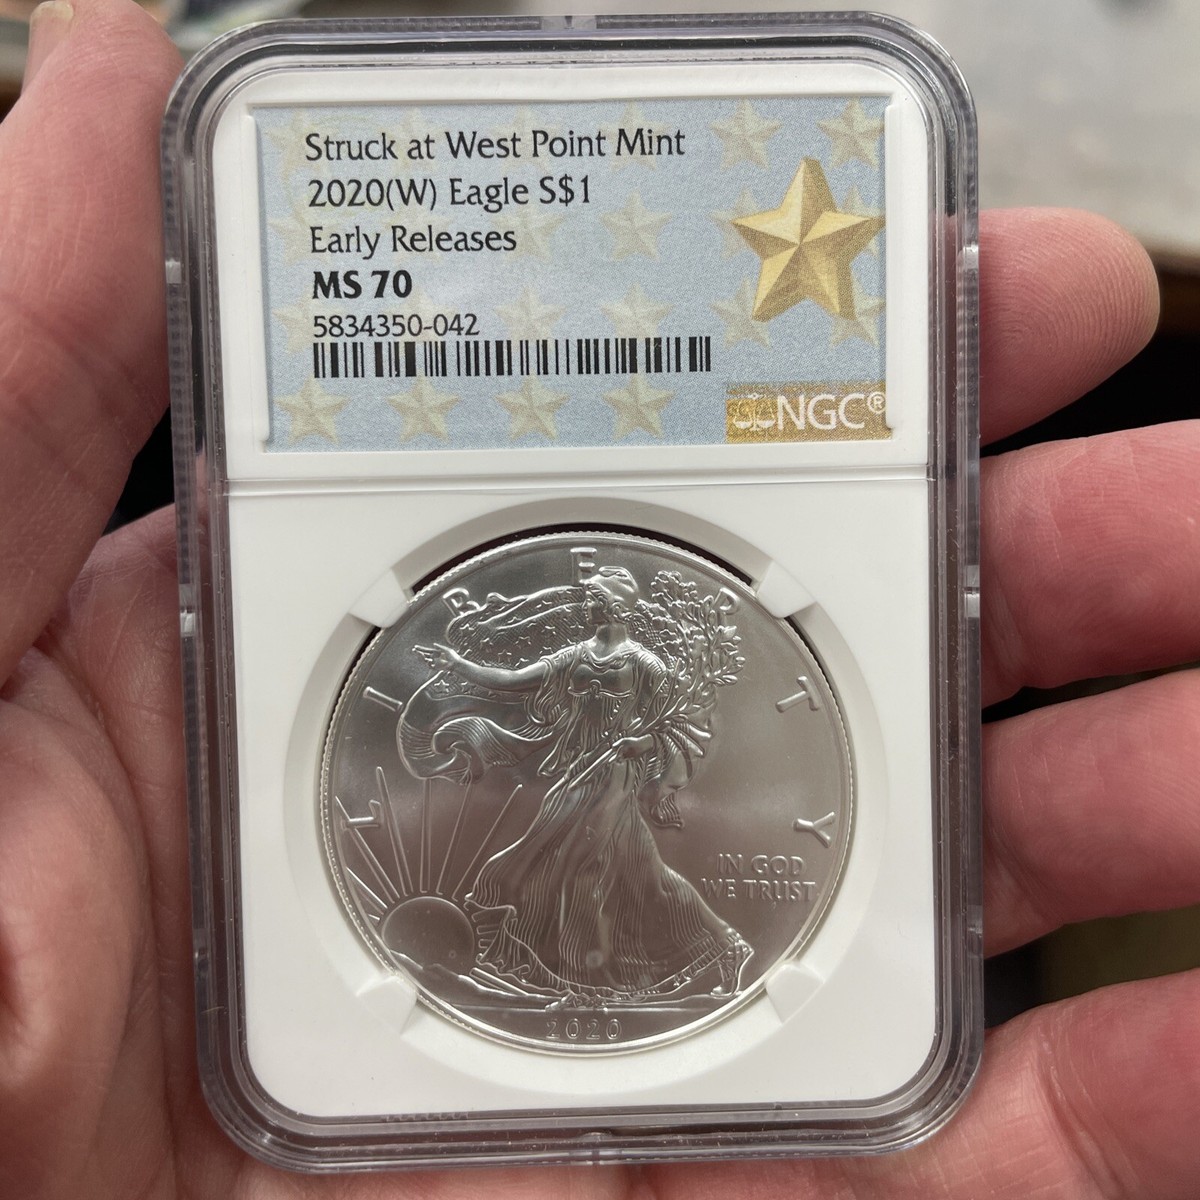 Struck at West Point Mint
2020(W) Eagle S$1
Early Releases
MS 70
5834350-042
NGC®
LIBERTY
IN GOD
WE TRUST
2020